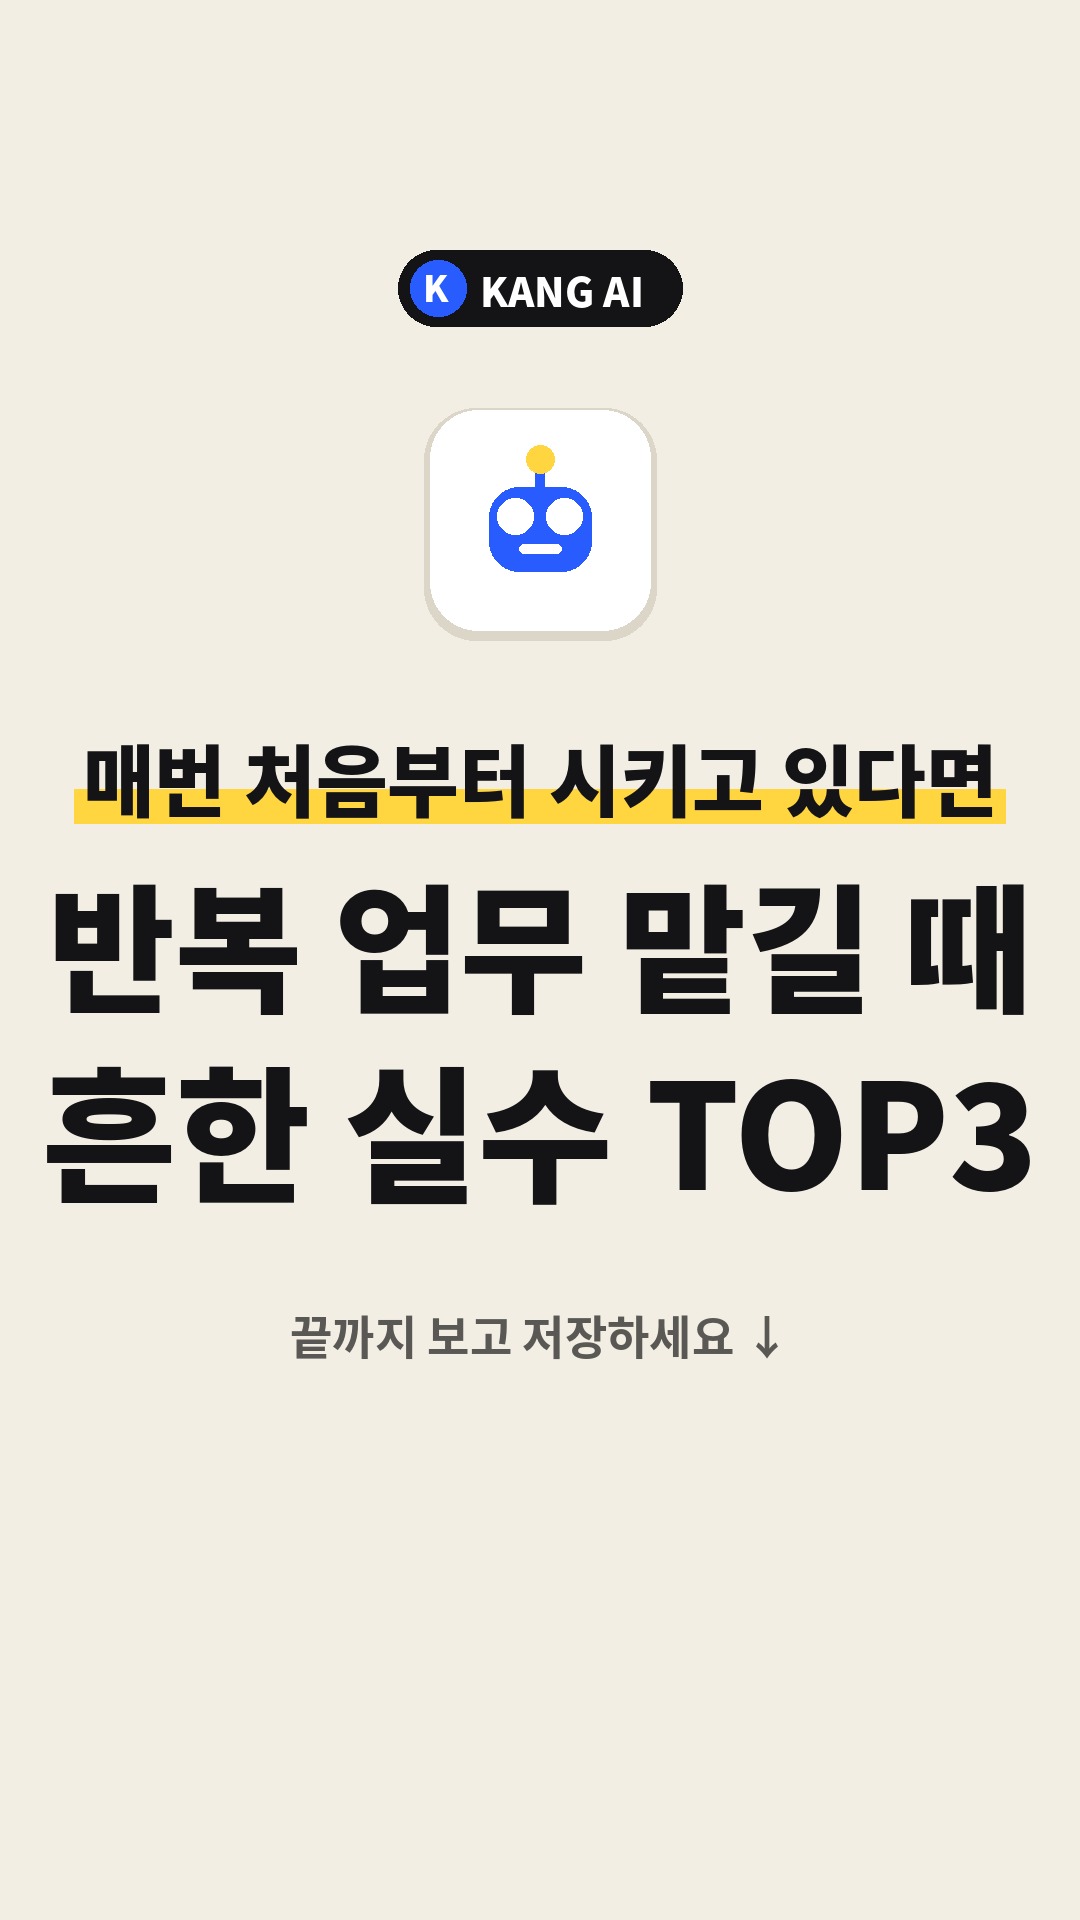 K KANG AI
매번 처음부터 시키고 있다면
반복 업무 맡길 때
흔한 실수 TOP3
끝까지 보고 저장하세요 ↓